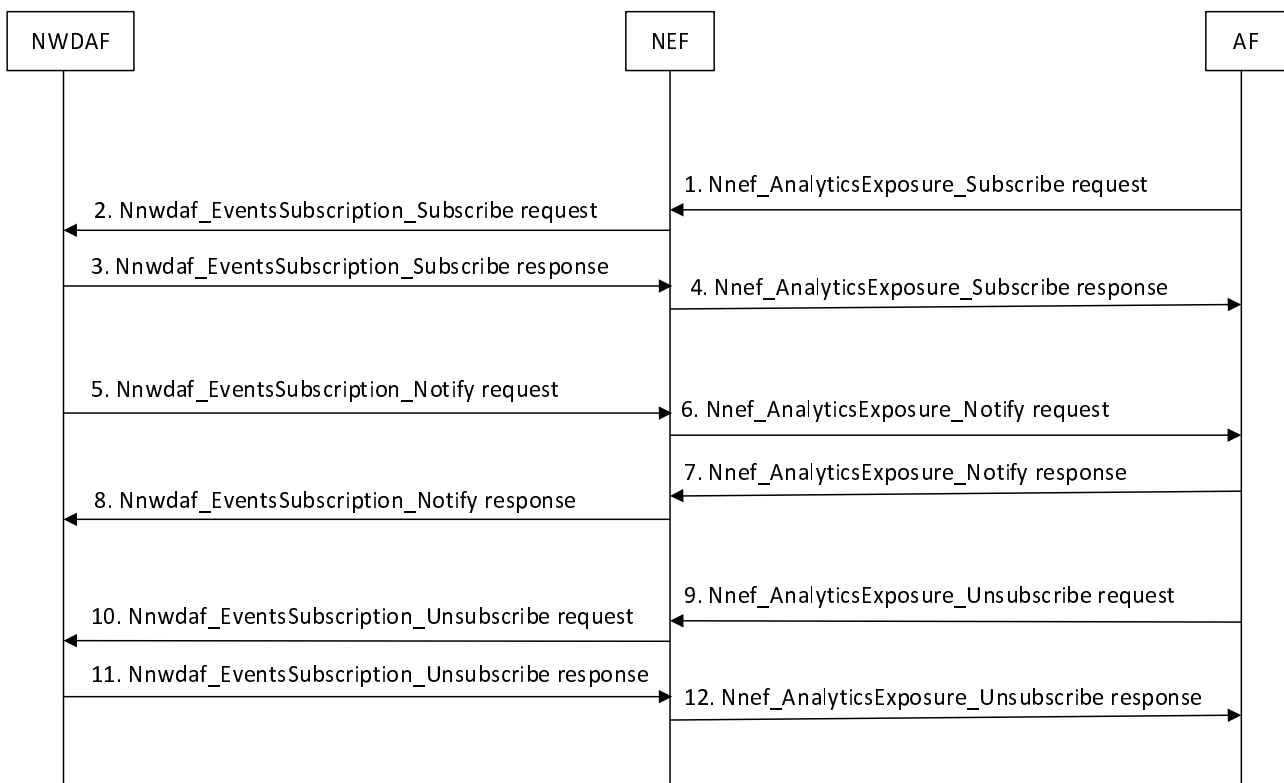 NWDAF
NEF
AF
1. Nnef_AnalyticsExposure_Subscribe request
2. Nnwdaf_EventsSubscription_Subscribe request
3. Nnwdaf_EventsSubscription_Subscribe response
4. Nnef_AnalyticsExposure_Subscribe response
5. Nnwdaf_EventsSubscription_Notify request
6. Nnef_AnalyticsExposure_Notify request
7. Nnef_AnalyticsExposure_Notify response
8. Nnwdaf_EventsSubscription_Notify response
9. Nnef_AnalyticsExposure_Unsubscribe request
10. Nnwdaf_EventsSubscription_Unsubscribe request
11. Nnwdaf_EventsSubscription_Unsubscribe response
12. Nnef_AnalyticsExposure_Unsubscribe response